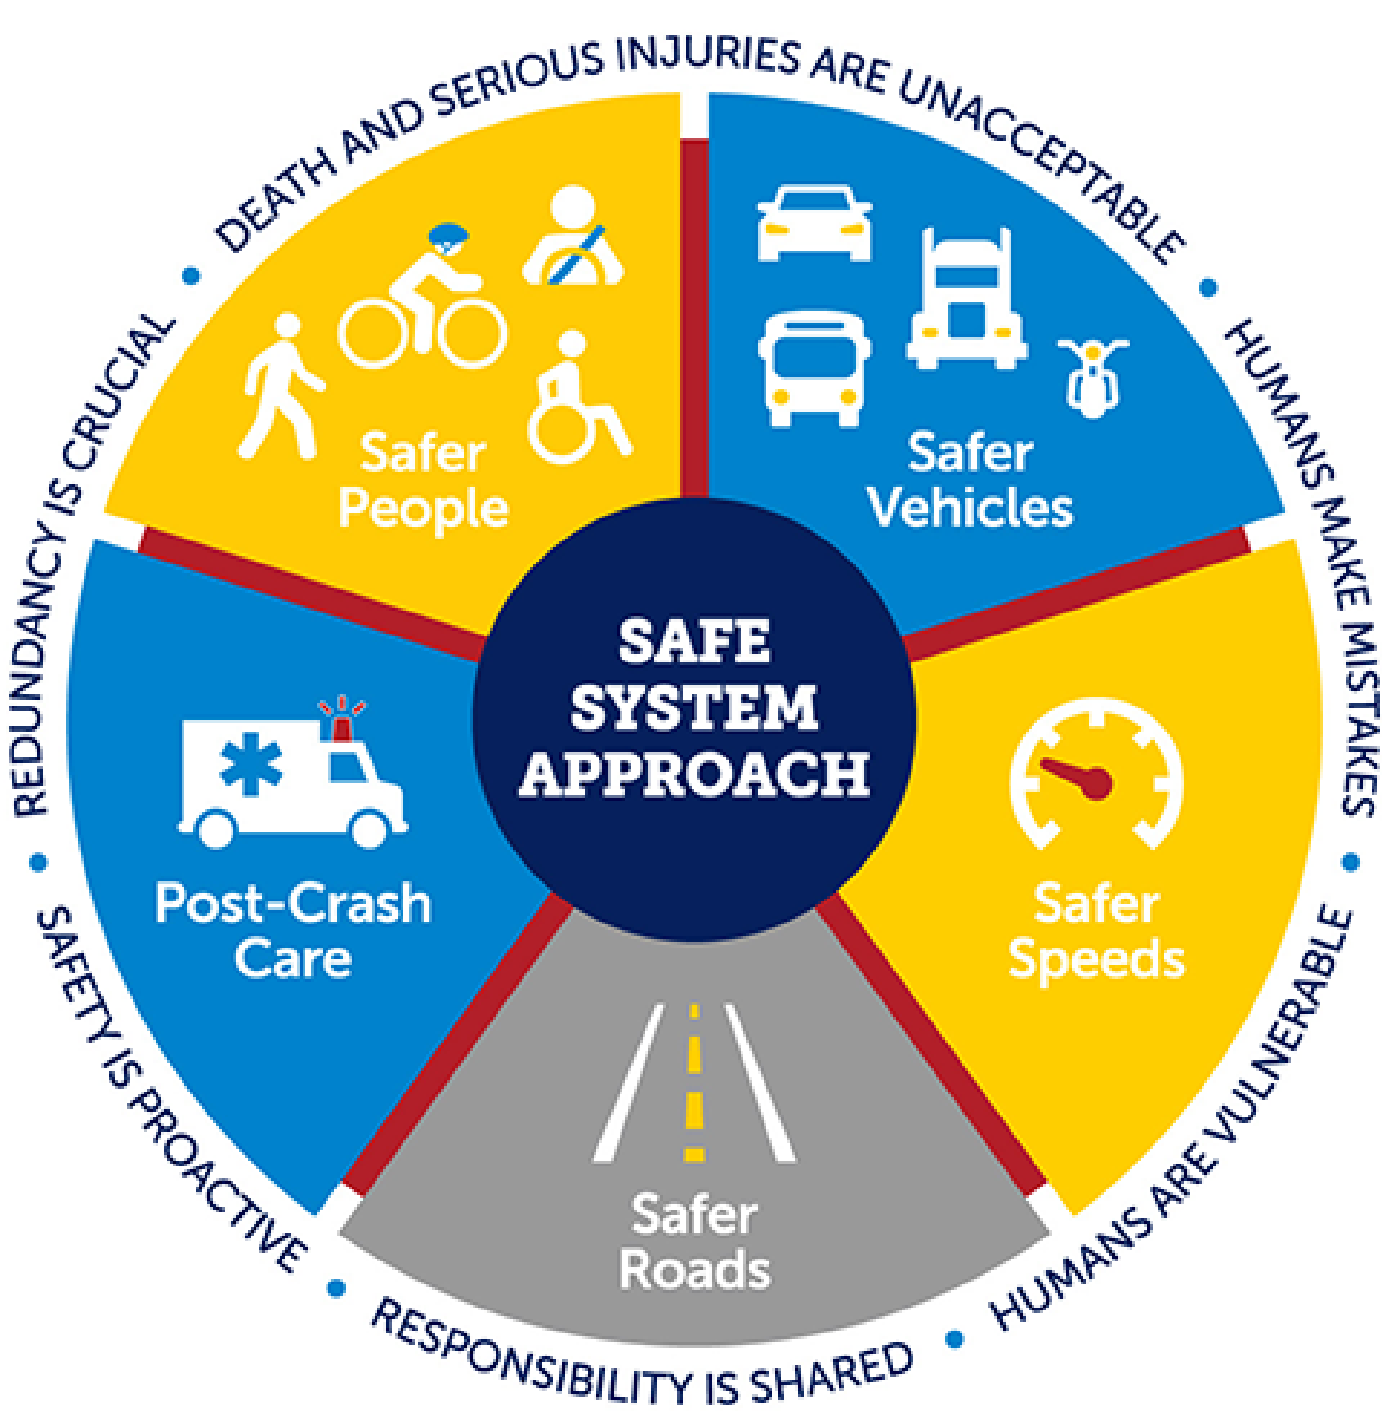 DEATH AND SERIOUS INJURIES ARE UNACCEPTABLE
HUMANS MAKE MISTAKES
HUMANS ARE VULNERABLE
RESPONSIBILITY IS SHARED
SAFETY IS PROACTIVE
REDUNDANCY IS CRUCIAL
Safer
People
Safer
Vehicles
SAFE
SYSTEM
APPROACH
Post-Crash
Care
Safer
Speeds
Safer
Roads